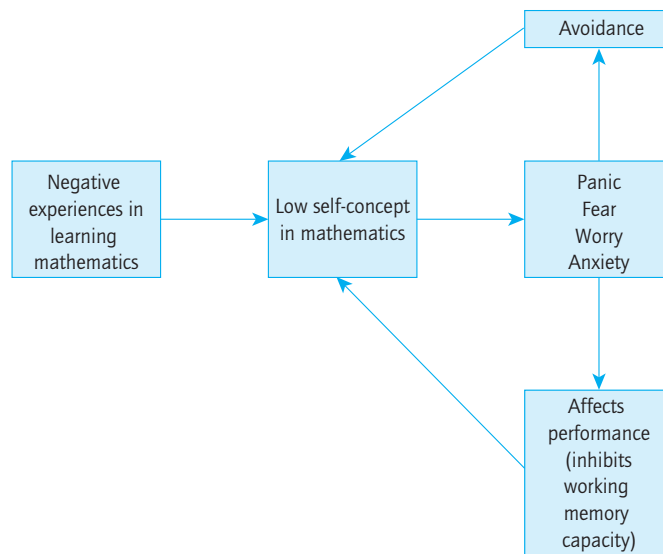 Avoidance
Negative
experiences in
learning
mathematics
Low self-concept
in mathematics
Panic
Fear
Worry
Anxiety
Affects
performance
(inhibits
working
memory
capacity)